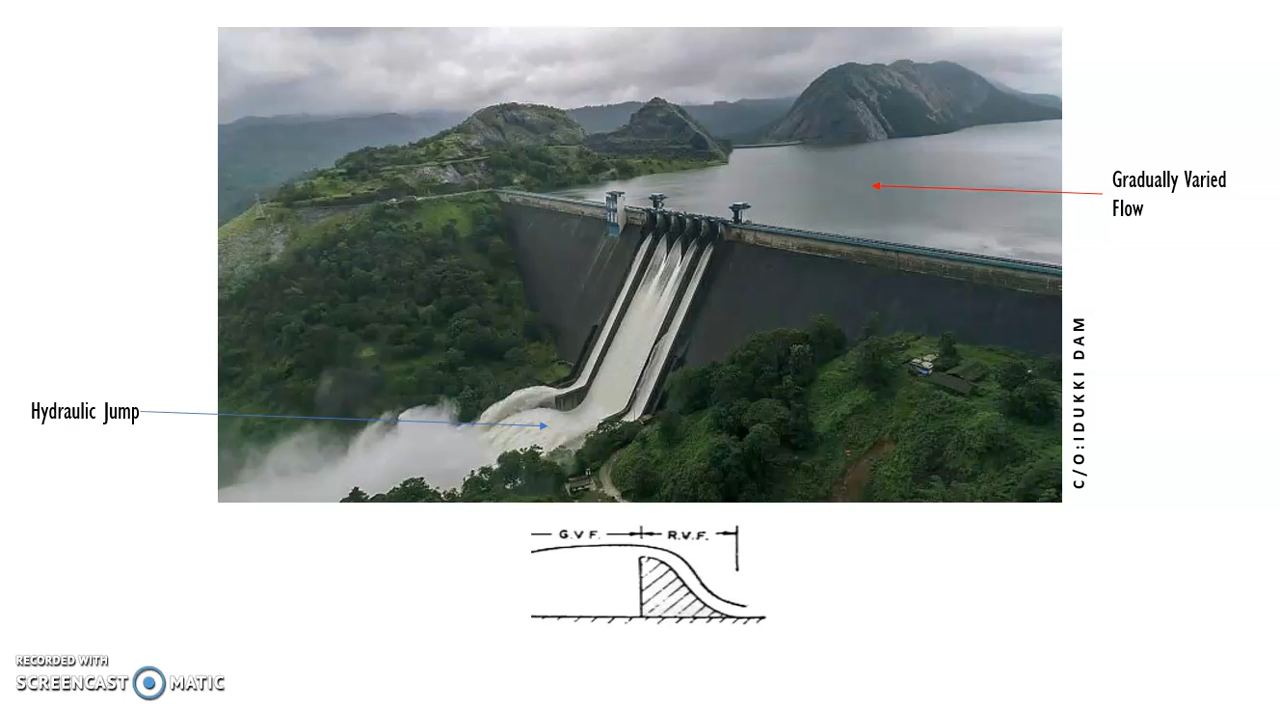 Gradually Varied
Flow
Hydraulic Jump
C/O:IDUKKI DAM
G.V.F.
R.V.F.
RECORDED WITH
SCREENCAST MATIC